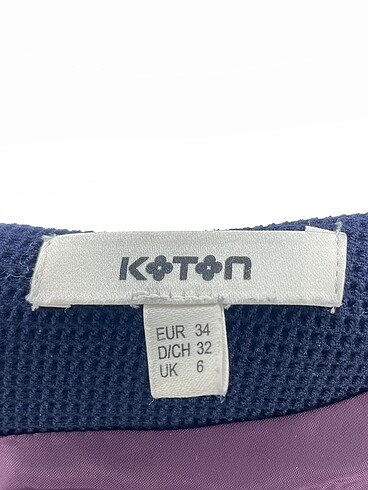 KOTON
EUR 34
D/CH 32
UK 6